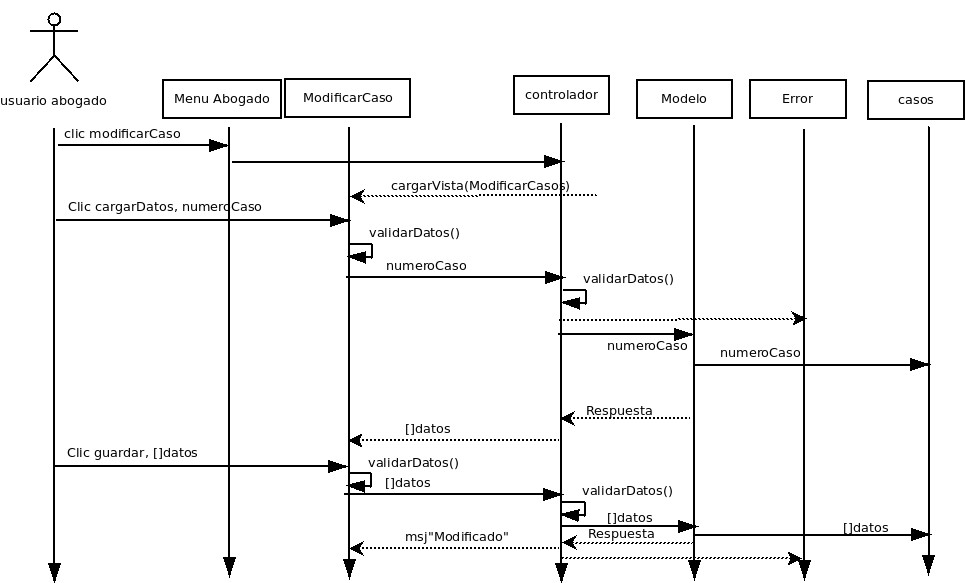 usuario abogado
Menu Abogado
ModificarCaso
controlador
Modelo
Error
casos
clic modificarCaso
cargarVista(ModificarCasos)
Clic cargarDatos, numeroCaso
validarDatos()
numeroCaso
validarDatos()
numeroCaso
numeroCaso
Respuesta
[]datos
Clic guardar, []datos
validarDatos()
[]datos
validarDatos()
[]datos
[]datos
Respuesta
msj"Modificado"